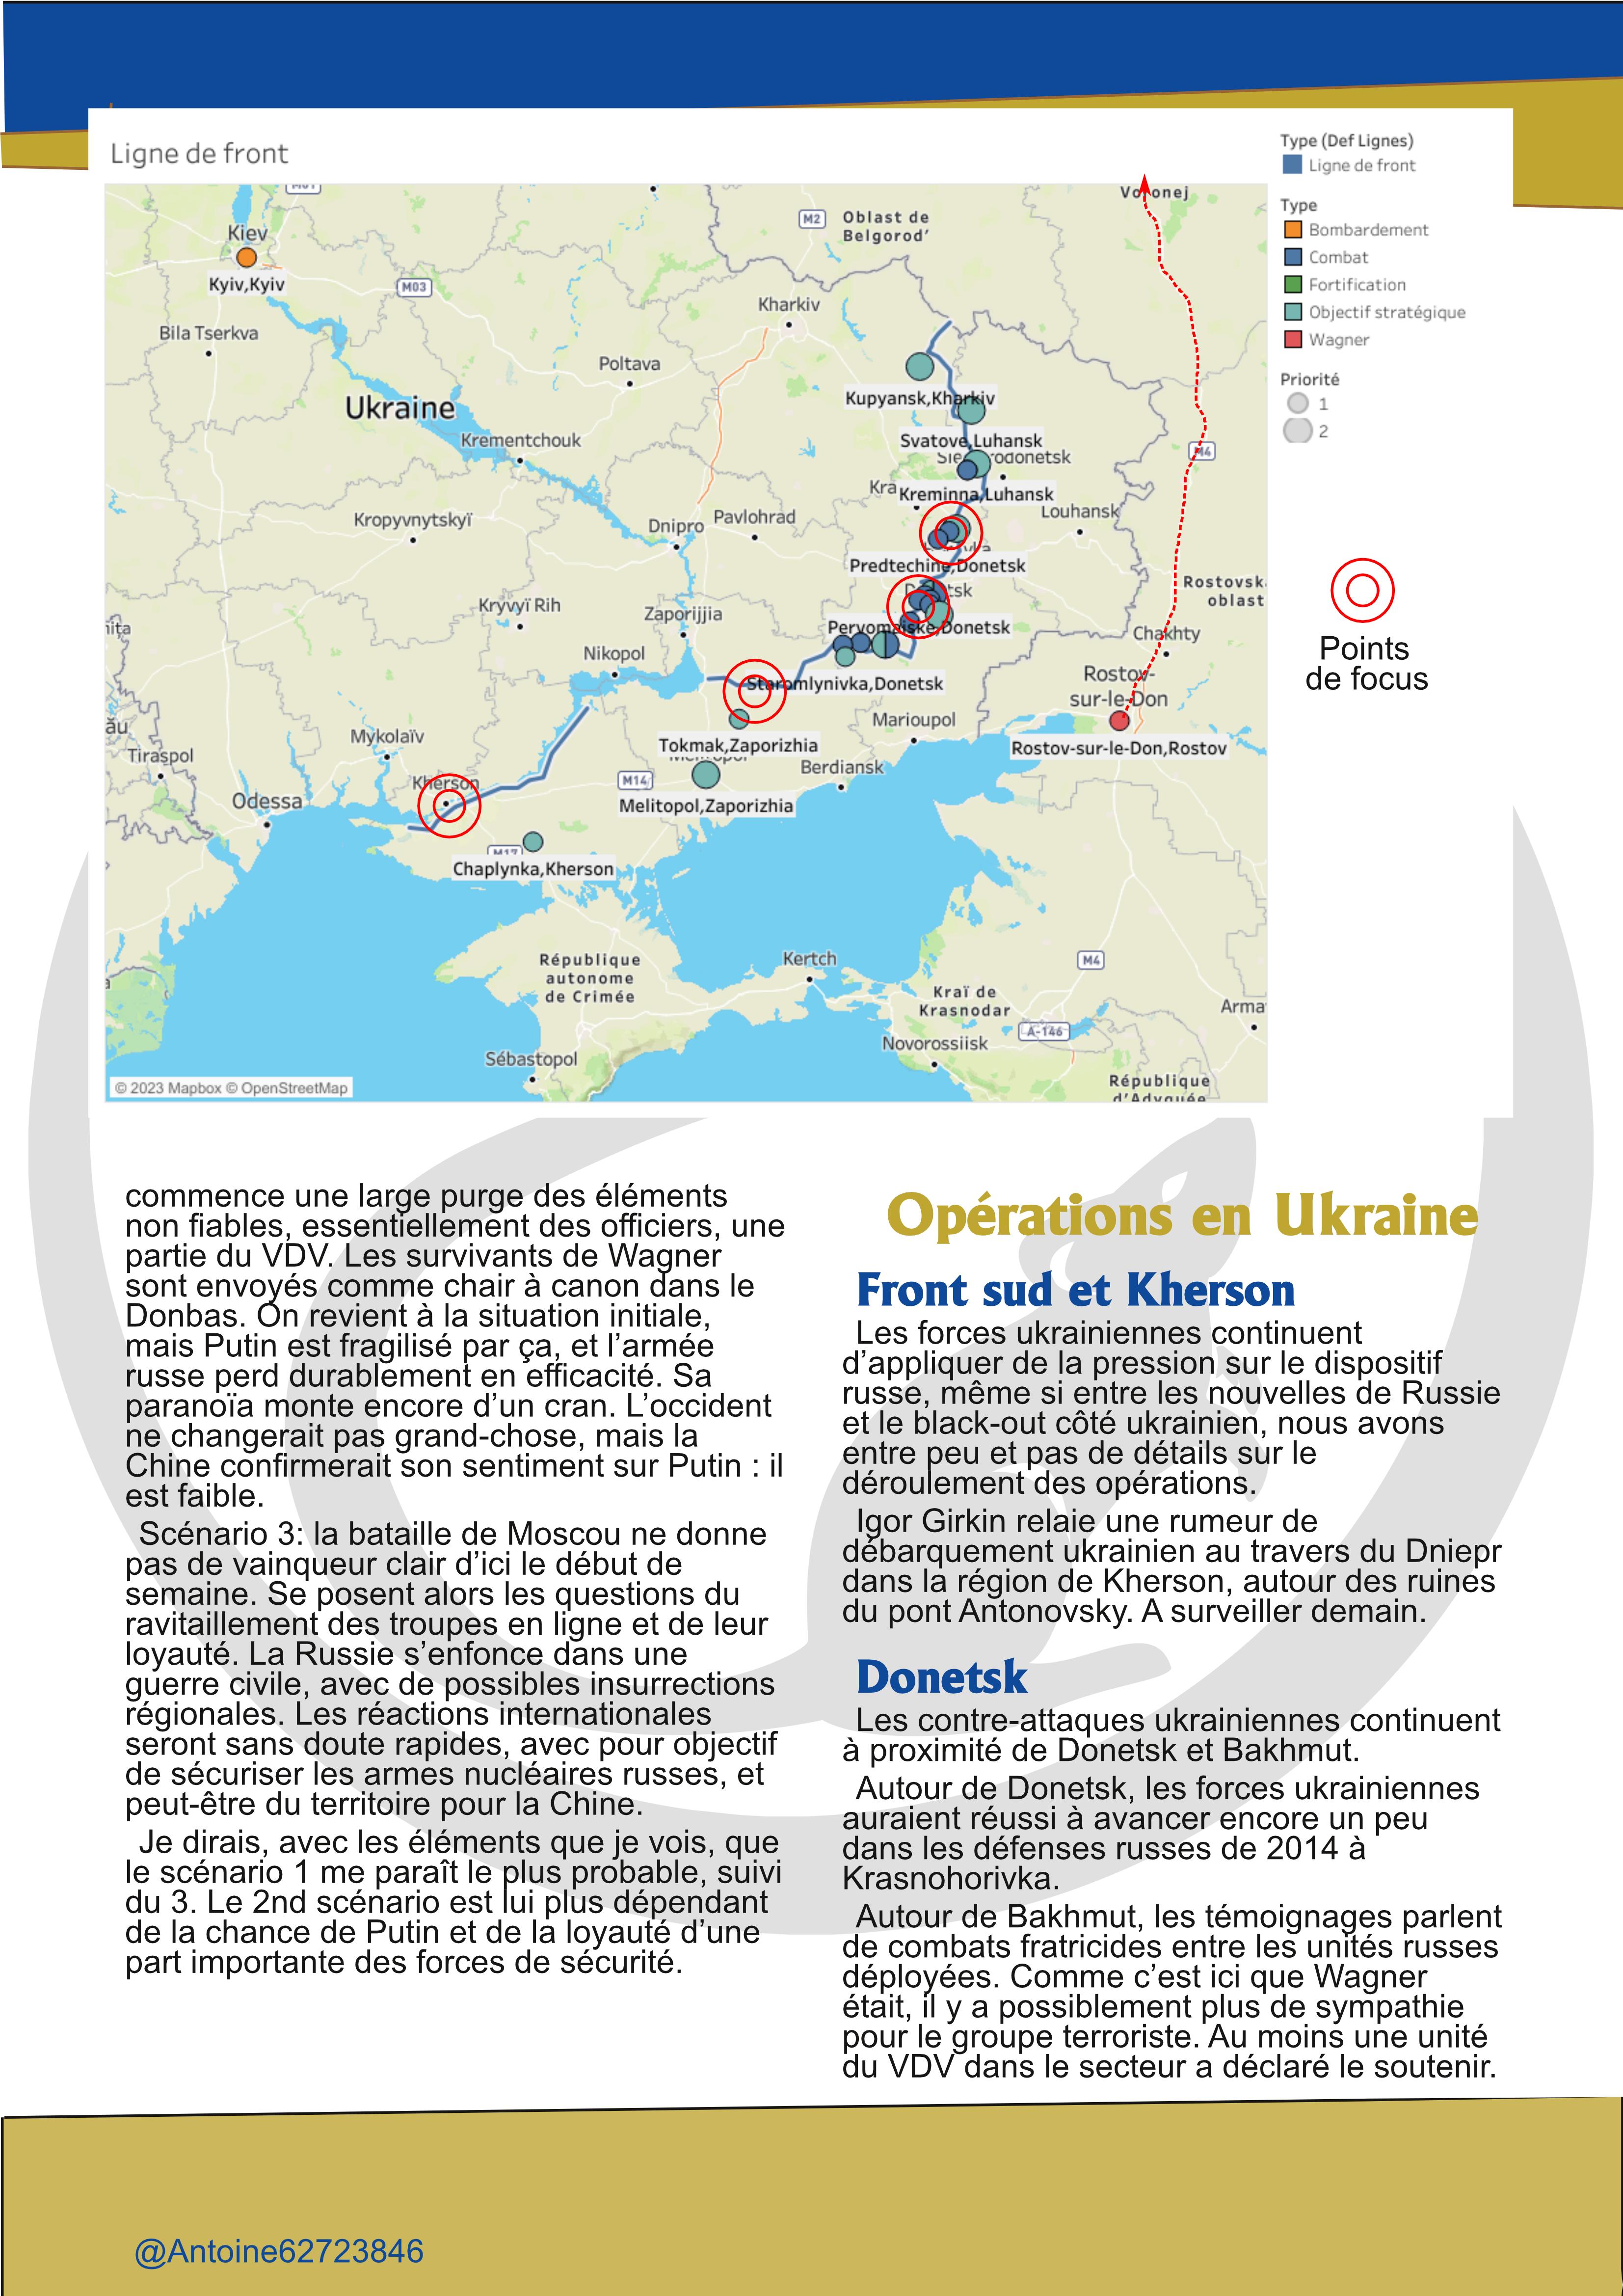 Ligne de front
Type (Def Lignes)
Ligne de front
Type
Bombardement
Combat
Fortification
Objectif stratégique
Wagner
Priorité
1
2
Points
de focus
M2
Oblast de
Belgorod'
Kiev
Kyiv,Kyiv
M03
Bila Tserkva
Kharkiv
Poltava
Ukraine
Kupyansk,Kharkiv
Krementchouk
Svatove,Luhansk
M4
Kreminna,Luhansk
Louhansk
Kropyvnytskyï
Dnipro
Pavlohrad
Predtechine,Donetsk
Rostovsk
oblast
Kryvyï Rih
Zaporijjia
Pervomaiske,Donetsk
Chakhty
Nikopol
Rostov-
sur-le-Don
Staromlynivka,Donetsk
Marioupol
Mykolaïv
Tokmak,Zaporizhia
Rostov-sur-le-Don,Rostov
Tiraspol
Berdiansk
Kherson
M14
Odessa
Melitopol,Zaporizhia
M17
Chaplynka,Kherson
République
autonome
de Crimée
Kertch
M4
Kraï de
Krasnodar
A-146
Novorossiisk
Sébastopol
République
d'Adyguée
© 2023 Mapbox © OpenStreetMap
commence une large purge des éléments
non fiables, essentiellement des officiers, une
partie du VDV. Les survivants de Wagner
sont envoyés comme chair à canon dans le
Donbas. On revient à la situation initiale,
mais Putin est fragilisé par ça, et l'armée
russe perd durablement en efficacité. Sa
paranoïa monte encore d'un cran. L'occident
ne changerait pas grand-chose, mais la
Chine confirmerait son sentiment sur Putin : il
est faible.
Scénario 3: la bataille de Moscou ne donne
pas de vainqueur clair d'ici le début de
semaine. Se posent alors les questions du
ravitaillement des troupes en ligne et de leur
loyauté. La Russie s'enfonce dans une
guerre civile, avec de possibles insurrections
régionales. Les réactions internationales
seront sans doute rapides, avec pour objectif
de sécuriser les armes nucléaires russes, et
peut-être du territoire pour la Chine.
Je dirais, avec les éléments que je vois, que
le scénario 1 me paraît le plus probable, suivi
du 3. Le 2nd scénario est lui plus dépendant
de la chance de Putin et de la loyauté d'une
part importante des forces de sécurité.
Opérations en Ukraine
Front sud et Kherson
Les forces ukrainiennes continuent
d'appliquer de la pression sur le dispositif
russe, même si entre les nouvelles de Russie
et le black-out côté ukrainien, nous avons
entre peu et pas de détails sur le
déroulement des opérations.
Igor Girkin relaie une rumeur de
débarquement ukrainien au travers du Dniepr
dans la région de Kherson, autour des ruines
du pont Antonovsky. A surveiller demain.
Donetsk
Les contre-attaques ukrainiennes continuent
à proximité de Donetsk et Bakhmut.
Autour de Donetsk, les forces ukrainiennes
auraient réussi à avancer encore un peu
dans les défenses russes de 2014 à
Krasnohorivka.
Autour de Bakhmut, les témoignages parlent
de combats fratricides entre les unités russes
déployées. Comme c'est ici que Wagner
était, il y a possiblement plus de sympathie
pour le groupe terroriste. Au moins une unité
du VDV dans le secteur a déclaré le soutenir.
@Antoine62723846